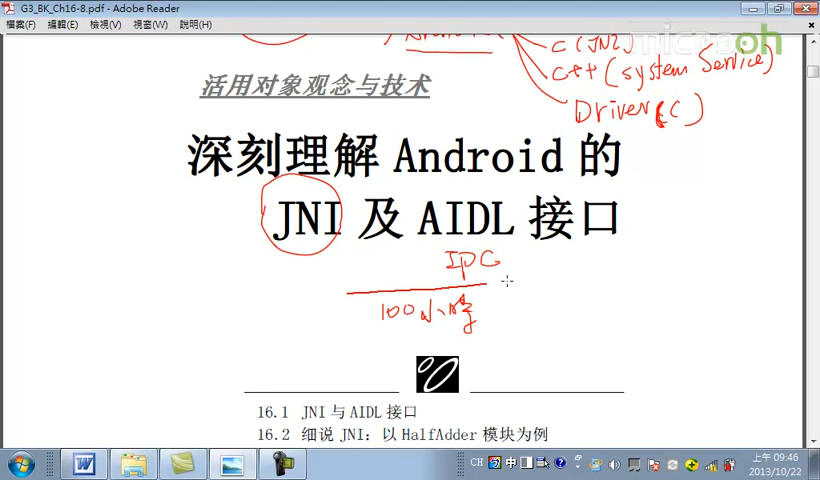 G3_BK_Ch16-8.pdf - Adobe Reader
檔案(F) 編輯(E) 檢視(V) 視窗(W) 說明(H)
C (JNI)
C++ (system Service)
Driver (C)
活用对象观念与技术
深刻理解 Android 的
JNI 及 AIDL 接口
IPC
100小时
16.1 JNI 与 AIDL 接口
16.2 细说 JNI：以 HalfAdder 模块为例
CH 中
上午 09:46
2013/10/22